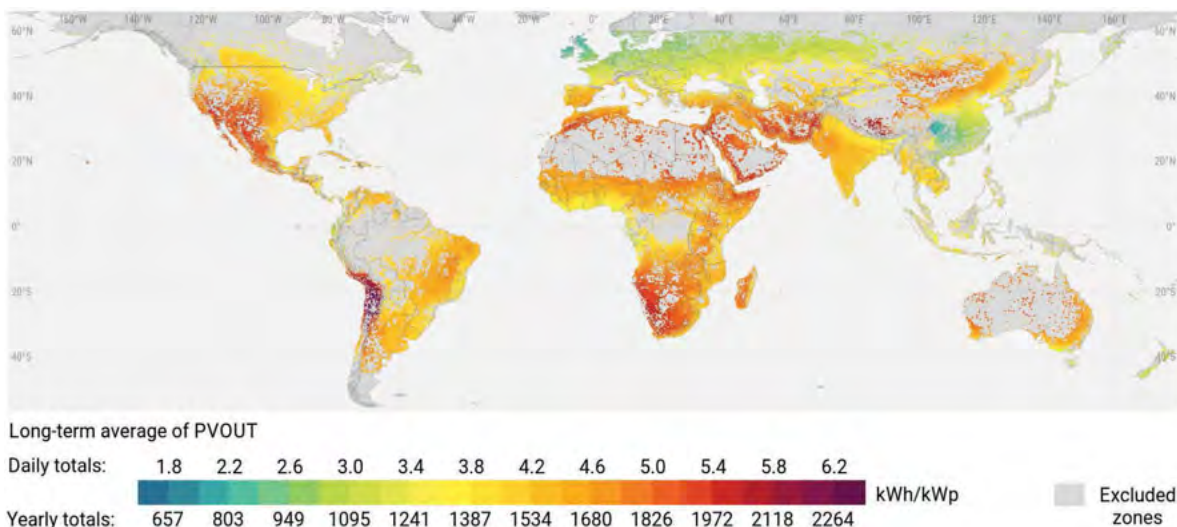 160°W 140°W 120°W 100°W 80°W 60°W 40°W 0° 20°E 40°E 60°E 80°E 100°E 120°E 140°E 160°E
60°N 60°N
40°N 40°N
20°N 20°N
0° 0°
20°S 20°S
40°S 40°S
Long-term average of PVOUT
Daily totals: 1.8 2.2 2.6 3.0 3.4 3.8 4.2 4.6 5.0 5.4 5.8 6.2
kWh/kWp
Excluded
zones
Yearly totals: 657 803 949 1095 1241 1387 1534 1680 1826 1972 2118 2264